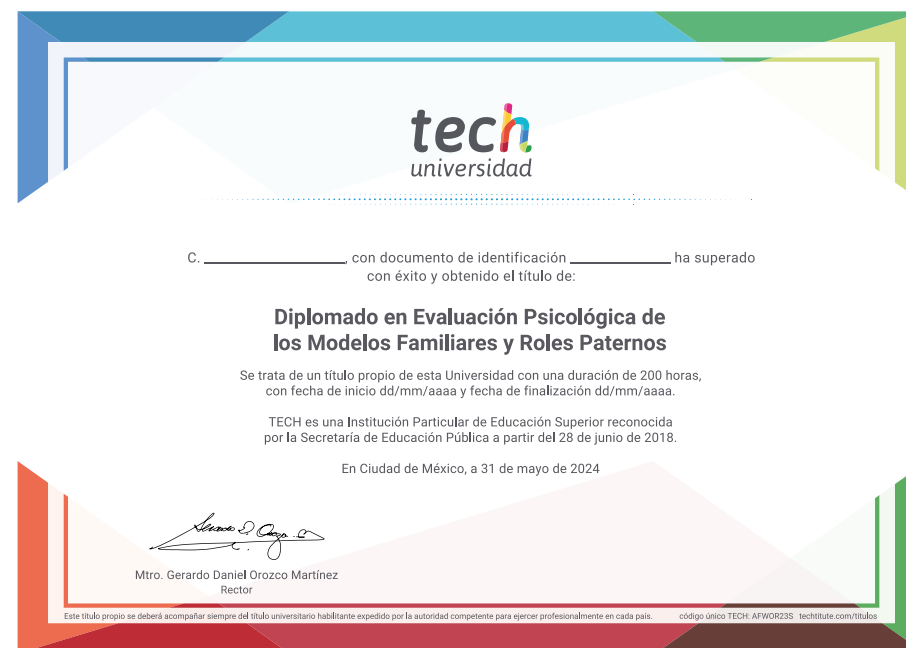 tech
universidad
C. ____________, con documento de identificación ____________ ha superado
con éxito y obtenido el título de:
Diplomado en Evaluación Psicológica de
los Modelos Familiares y Roles Paternos
Se trata de un título propio de esta Universidad con una duración de 200 horas,
con fecha de inicio dd/mm/aaaa y fecha de finalización dd/mm/aaaa.
TECH es una Institución Particular de Educación Superior reconocida
por la Secretaría de Educación Pública a partir del 28 de junio de 2018.
En Ciudad de México, a 31 de mayo de 2024
Mtro. Gerardo Daniel Orozco Martínez
Rector
Este título propio se deberá acompañar siempre del título universitario habilitante expedido por la autoridad competente para ejercer profesionalmente en cada país. código único TECH: AFWOR23S techtitute.com/titulos